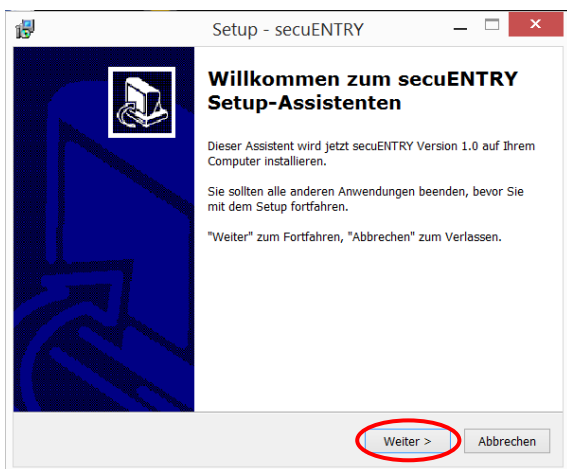 Setup - secuENTRY
Willkommen zum secuENTRY
Setup-Assistenten
Dieser Assistent wird jetzt secuENTRY Version 1.0 auf Ihrem
Computer installieren.
Sie sollten alle anderen Anwendungen beenden, bevor Sie
mit dem Setup fortfahren.
"Weiter" zum Fortfahren, "Abbrechen" zum Verlassen.
Weiter >
Abbrechen